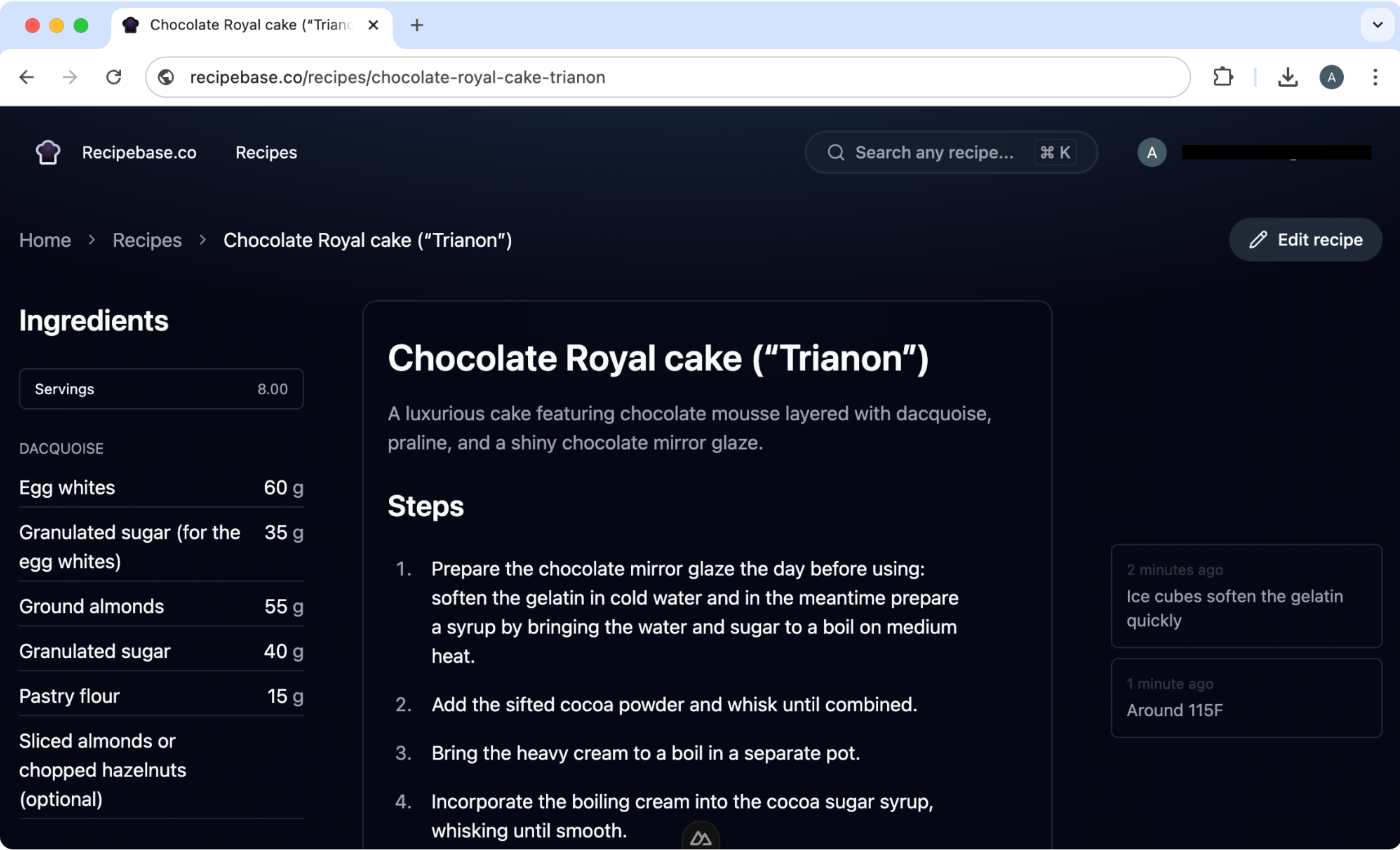 Chocolate Royal cake (“Trianc
recipebase.co/recipes/chocolate-royal-cake-trianon
A
Recipebase.co
Recipes
Search any recipe...
⌘ K
A
Home > Recipes > Chocolate Royal cake (“Trianon”)
Edit recipe
Ingredients
Servings 8.00
DACQUOISE
Egg whites 60 g
Granulated sugar (for the 35 g
egg whites)
Ground almonds 55 g
Granulated sugar 40 g
Pastry flour 15 g
Sliced almonds or
chopped hazelnuts
(optional)
Chocolate Royal cake (“Trianon”)
A luxurious cake featuring chocolate mousse layered with dacquoise,
praline, and a shiny chocolate mirror glaze.
Steps
1. Prepare the chocolate mirror glaze the day before using:
soften the gelatin in cold water and in the meantime prepare
a syrup by bringing the water and sugar to a boil on medium
heat.
2. Add the sifted cocoa powder and whisk until combined.
3. Bring the heavy cream to a boil in a separate pot.
4. Incorporate the boiling cream into the cocoa sugar syrup,
whisking until smooth.
2 minutes ago
Ice cubes soften the gelatin
quickly
1 minute ago
Around 115F